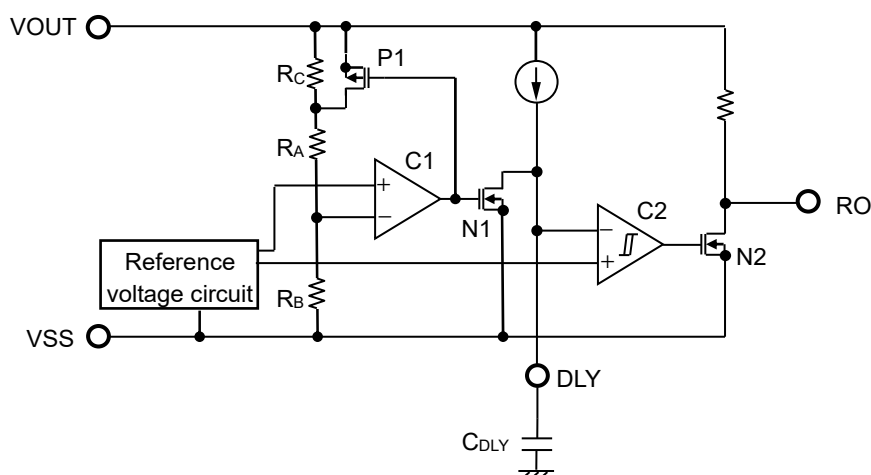 VOUT
P1
RC
RA
C1
+
−
N1
C2
−
+
RO
N2
Reference
voltage circuit
RB
VSS
DLY
CDLY